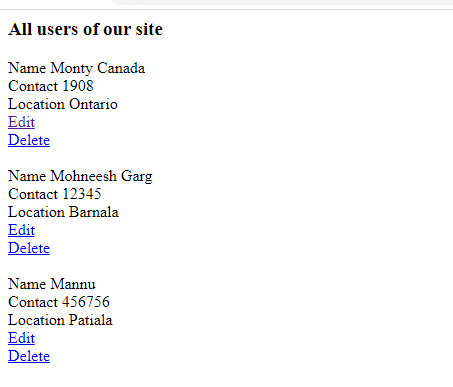 All users of our site
Name Monty Canada
Contact 1908
Location Ontario
Edit
Delete
Name Mohneesh Garg
Contact 12345
Location Barnala
Edit
Delete
Name Mannu
Contact 456756
Location Patiala
Edit
Delete